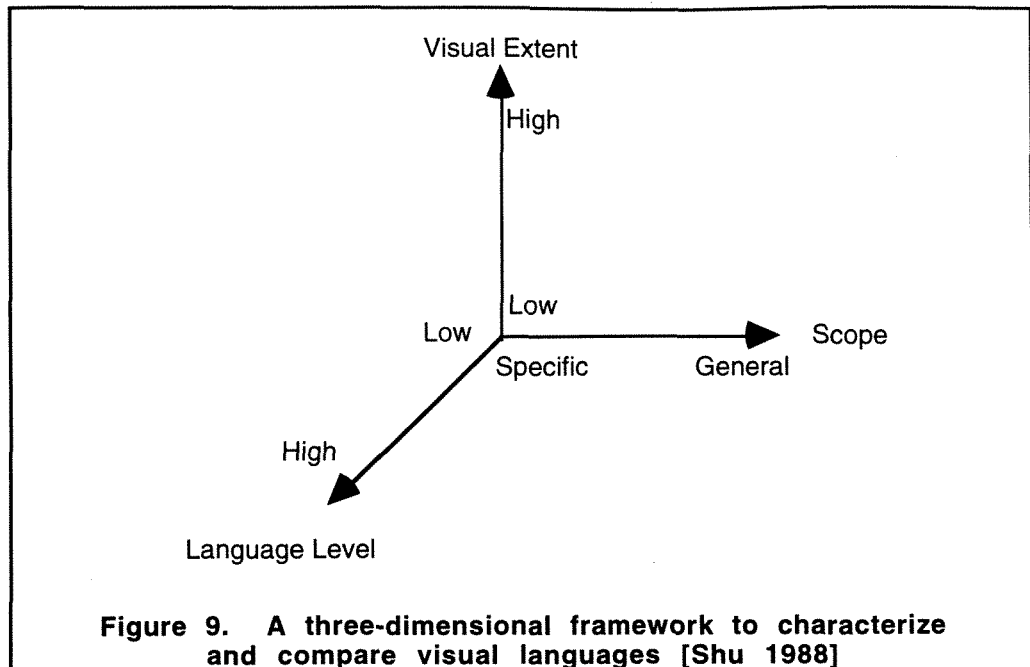 Visual Extent
High
Low
Low
Specific
General
Scope
High
Language Level
Figure 9. A three-dimensional framework to characterize
and compare visual languages [Shu 1988]